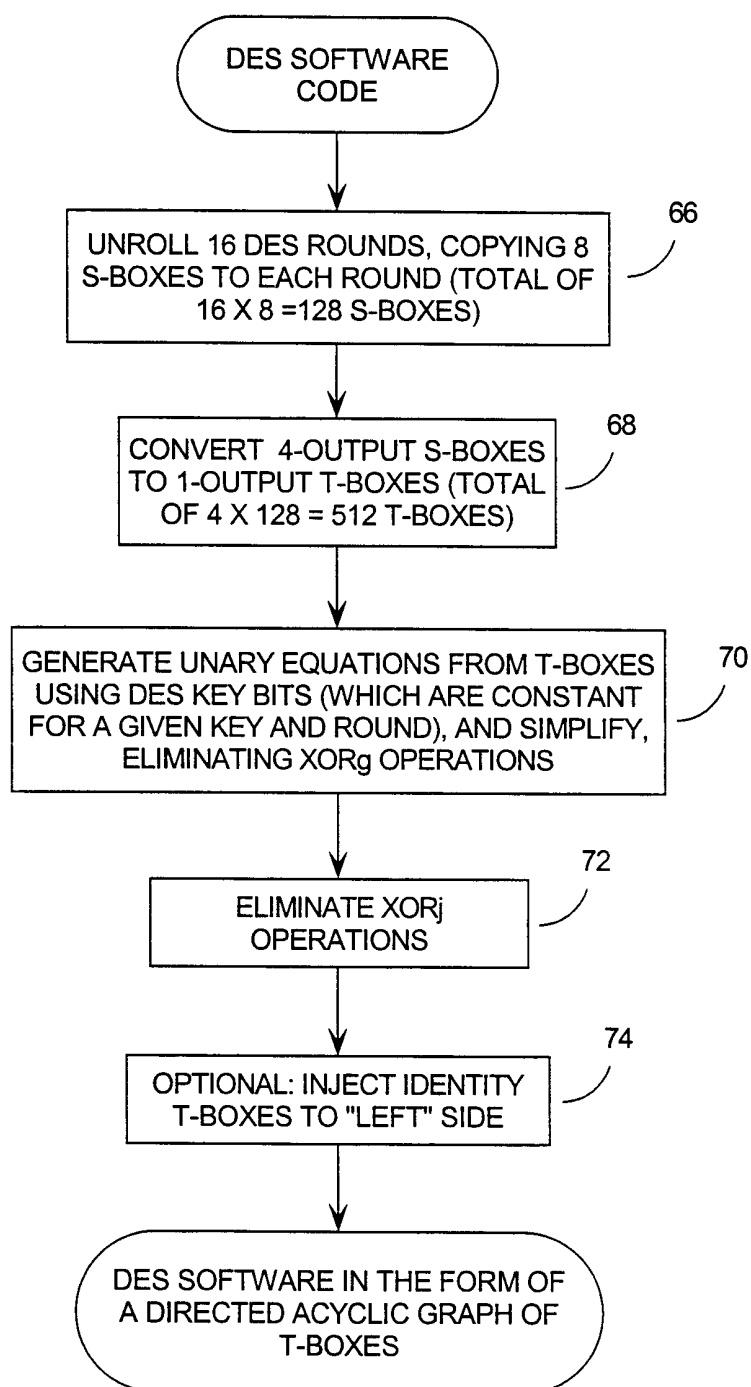 DES SOFTWARE
CODE
66
UNROLL 16 DES ROUNDS, COPYING 8
S-BOXES TO EACH ROUND (TOTAL OF
16 X 8 =128 S-BOXES)
68
CONVERT 4-OUTPUT S-BOXES
TO 1-OUTPUT T-BOXES (TOTAL
OF 4 X 128 = 512 T-BOXES)
70
GENERATE UNARY EQUATIONS FROM T-BOXES
USING DES KEY BITS (WHICH ARE CONSTANT
FOR A GIVEN KEY AND ROUND), AND SIMPLIFY,
ELIMINATING XORg OPERATIONS
72
ELIMINATE XORj
OPERATIONS
74
OPTIONAL: INJECT IDENTITY
T-BOXES TO "LEFT" SIDE
DES SOFTWARE IN THE FORM OF
A DIRECTED ACYCLIC GRAPH OF
T-BOXES